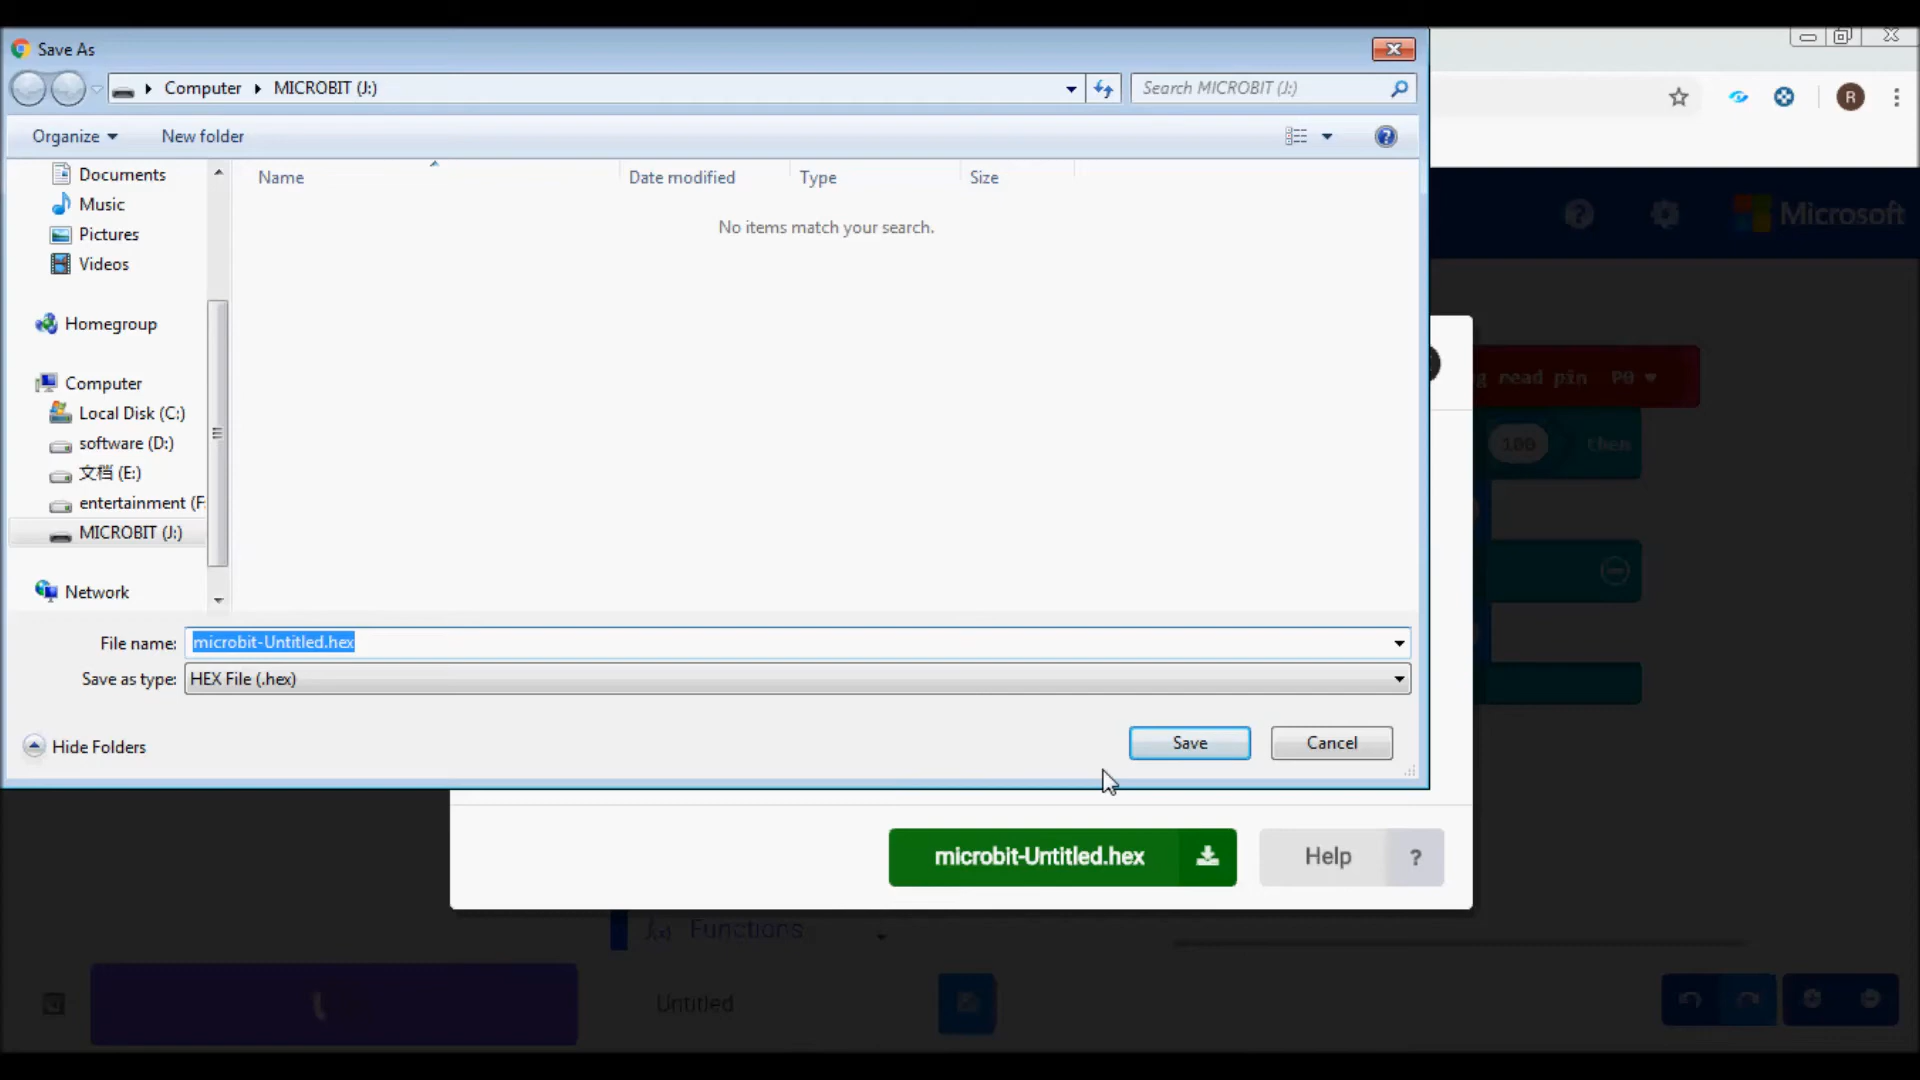 Save As
Computer MICROBIT (J:)
Search MICROBIT (J:)
R
Organize New folder
Name Date modified Type Size
No items match your search.
Documents
Music
Pictures
Videos
Homegroup
Computer
Local Disk (C:)
software (D:)
文档 (E:)
entertainment (F:
MICROBIT (J:)
Network
File name: microbit-Untitled.hex
Save as type: HEX File (.hex)
Hide Folders
Save Cancel
Microsoft
g read pin P0
100 then
microbit-Untitled.hex
Help ?
f(x) Functions
Untitled